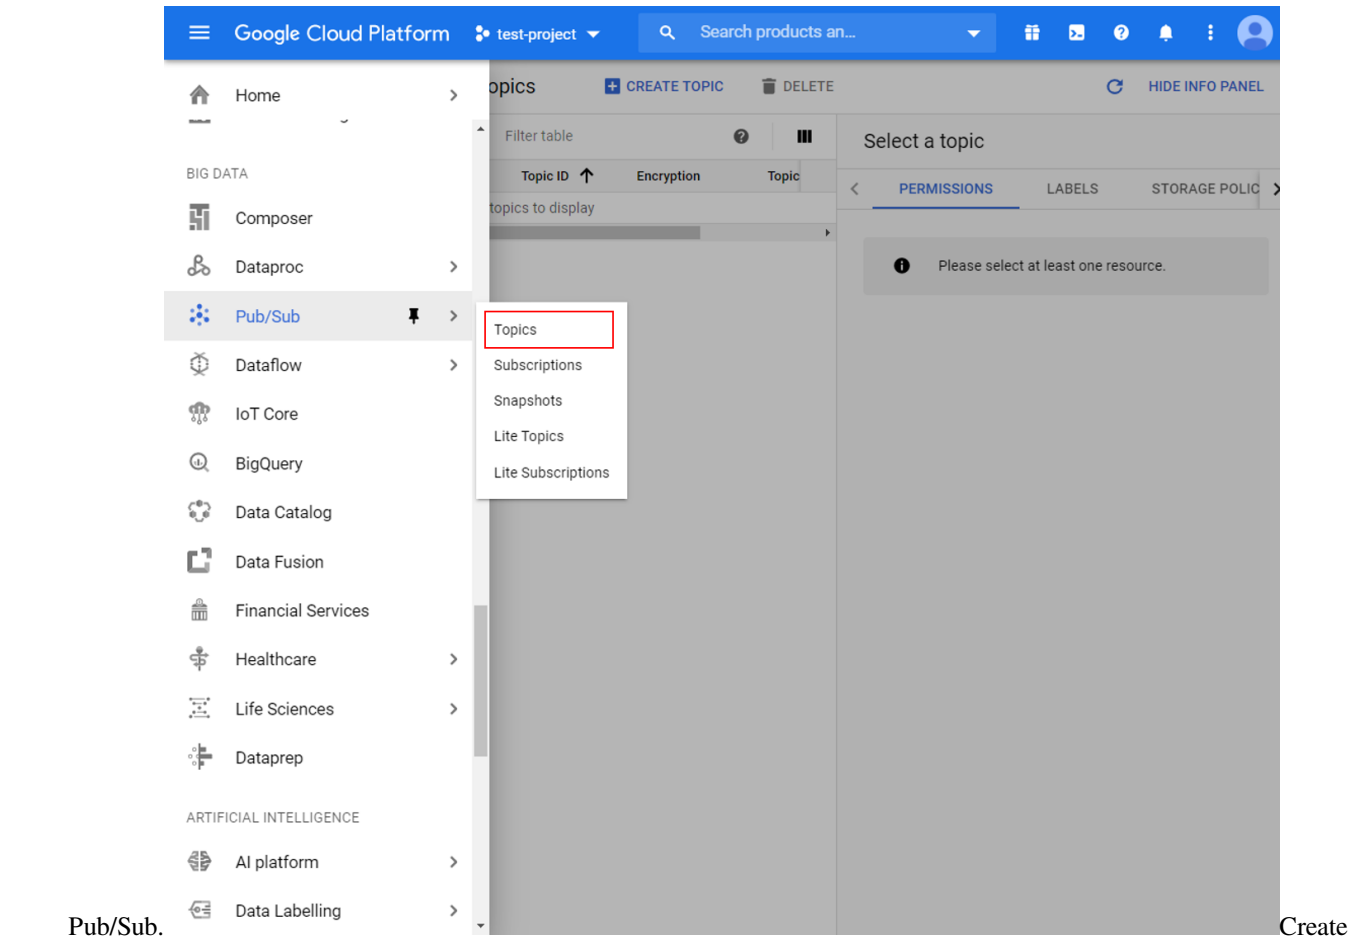 Google Cloud Platform test-project Search products an...
Home
opics CREATE TOPIC DELETE HIDE INFO PANEL
Filter table
Select a topic
BIG DATA
Topic ID Encryption Topic
PERMISSIONS LABELS STORAGE POLIC
topics to display
Composer
Dataproc
Please select at least one resource.
Pub/Sub
Topics
Subscriptions
Snapshots
Lite Topics
Lite Subscriptions
Dataflow
IoT Core
BigQuery
Data Catalog
Data Fusion
Financial Services
Healthcare
Life Sciences
Dataprep
ARTIFICIAL INTELLIGENCE
AI platform
Data Labelling
Pub/Sub. Create